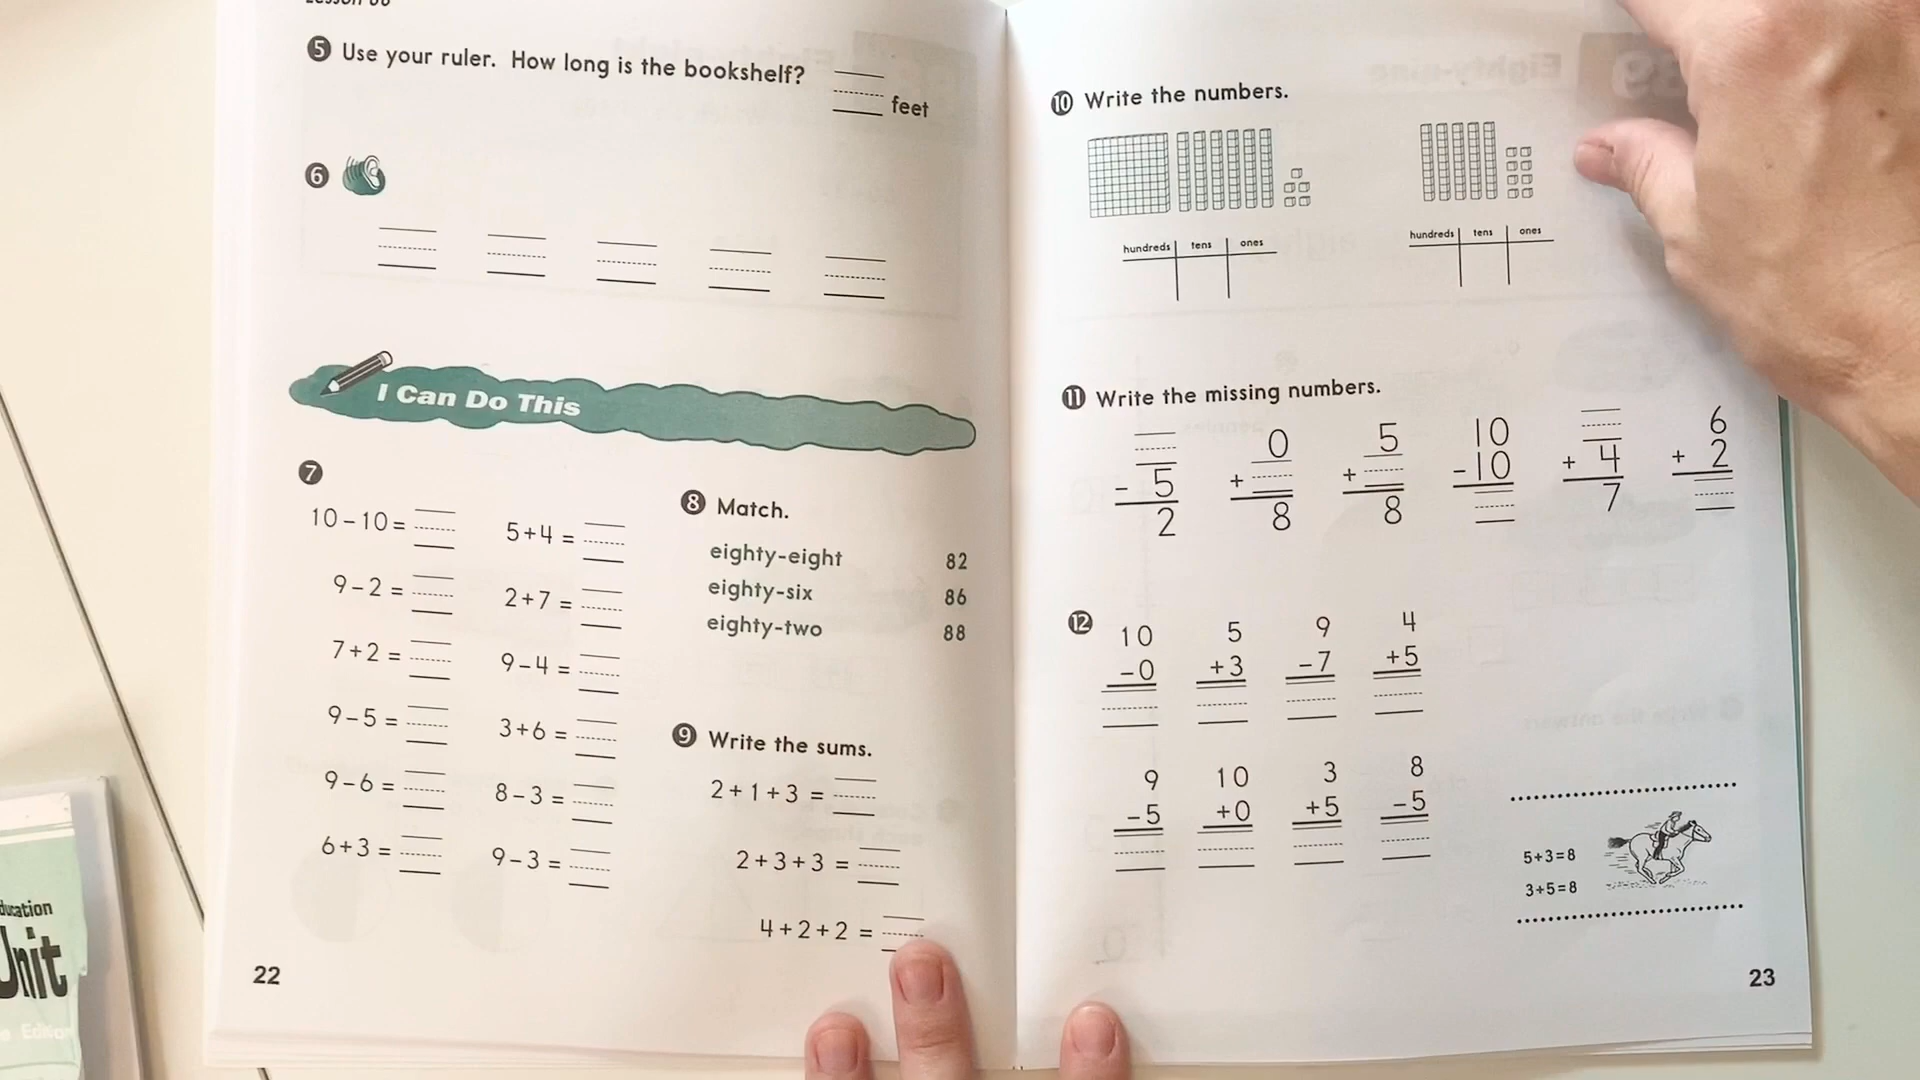 5 Use your ruler. How long is the bookshelf? feet
6
I Can Do This
7
10 – 10 =
9 – 2 =
7 + 2 =
9 – 5 =
9 – 6 =
6 + 3 =
5 + 4 =
2 + 7 =
9 – 4 =
3 + 6 =
8 – 3 =
9 – 3 =
8 Match.
eighty-eight 82
eighty-six 86
eighty-two 88
9 Write the sums.
2 + 1 + 3 =
2 + 3 + 3 =
4 + 2 + 2 =
22
10 Write the numbers.
hundreds tens ones
hundreds tens ones
11 Write the missing numbers.
0 5 10 6
– 5 + + – 10 + 4 + 2
2 8 8 7
12
10 5 9 4
– 0 + 3 – 7 + 5
9 10 3 8
– 5 + 0 + 5 – 5
5 + 3 = 8
3 + 5 = 8
23
Unit